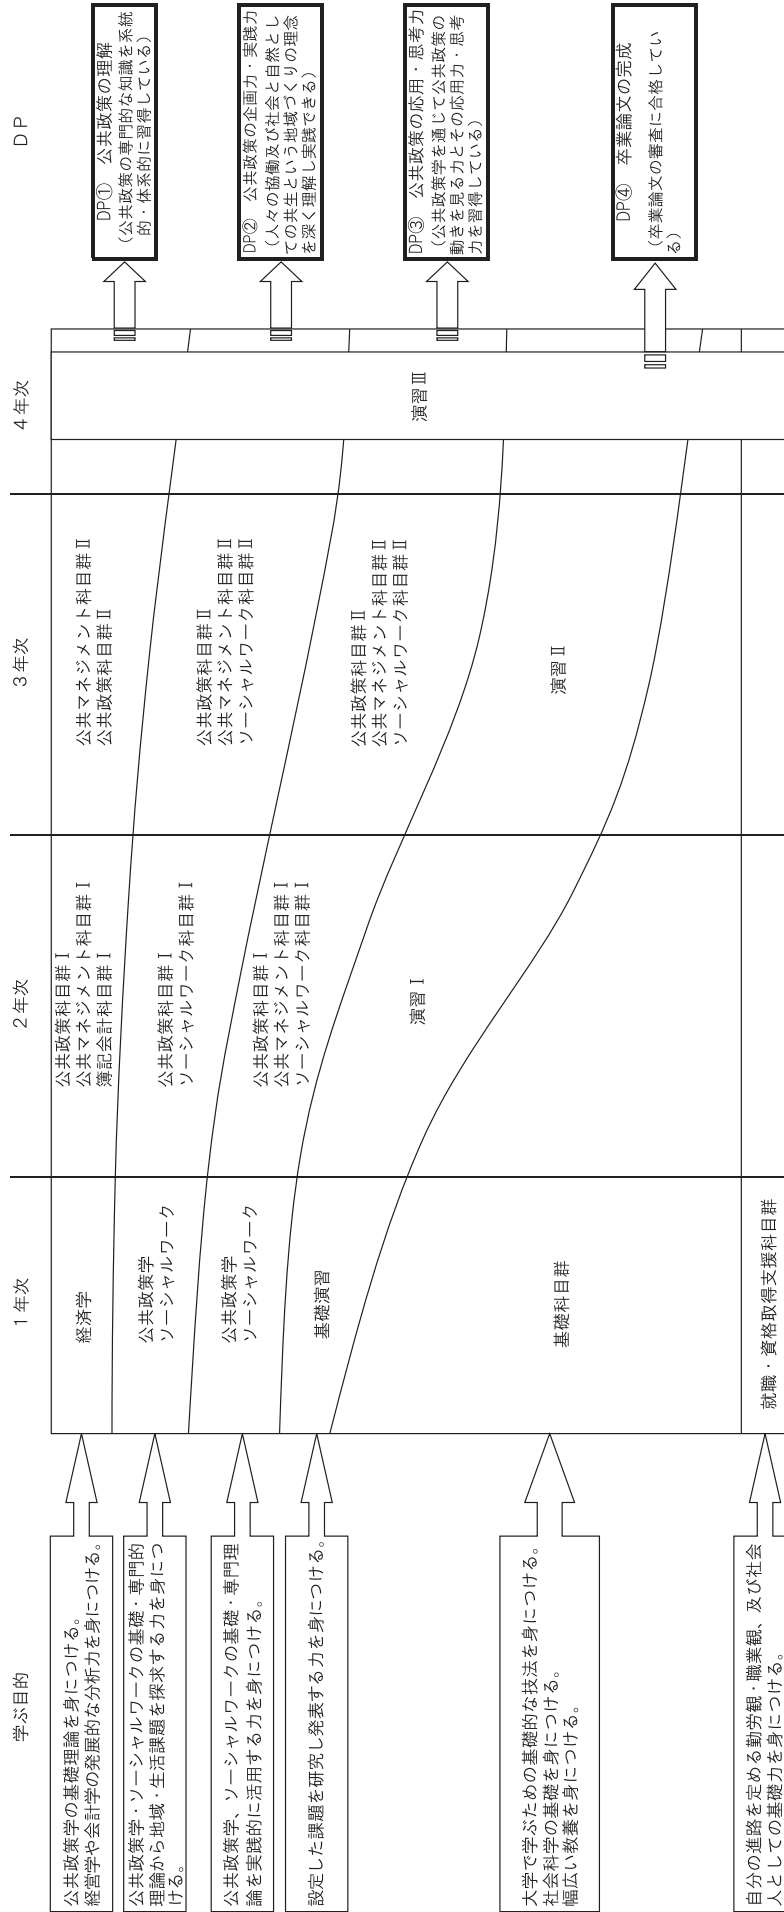 学ぶ目的
1年次
2年次
3年次
4年次
DP
公共政策学の基礎理論を身につける。
経営学や会計学の発展的な分析力を身につける。
公共政策学・ソーシャルワークの基礎・専門的
理論から地域・生活課題を探求する力を身につ
ける。
公共政策学、ソーシャルワークの基礎・専門理
論を実践的に活用する力を身につける。
設定した課題を研究し発表する力を身につける。
大学で学ぶための基礎的な技法を身につける。
社会科学の基礎を身につける。
幅広い教養を身につける。
自分の進路を定める勤労観・職業観、及び社会
人としての基礎力を身につける。
経済学
公共政策学
ソーシャルワーク
公共政策学
ソーシャルワーク
基礎演習
基礎科目群
就職・資格取得支援科目群
公共政策科目群Ⅰ
公共マネジメント科目群Ⅰ
簿記会計科目群Ⅰ
公共政策科目群Ⅰ
ソーシャルワーク科目群Ⅰ
公共政策科目群Ⅰ
公共マネジメント科目群Ⅰ
ソーシャルワーク科目群Ⅰ
演習Ⅰ
公共マネジメント科目群Ⅱ
公共政策科目群Ⅱ
公共政策科目群Ⅱ
公共マネジメント科目群Ⅱ
ソーシャルワーク科目群Ⅱ
公共政策科目群Ⅱ
公共マネジメント科目群Ⅱ
ソーシャルワーク科目群Ⅱ
演習Ⅱ
演習Ⅲ
DP① 公共政策の理解
（公共政策の専門的な知識を系統
的・体系的に習得している）
DP② 公共政策の企画力・実践力
（人々の協働及び社会と自然とし
ての共生という地域づくりの理念
を深く理解し実践できる）
DP③ 公共政策の応用・思考力
（公共政策学を通じて公共政策の
動きを見る力とその応用力・思考
力を習得している）
DP④ 卒業論文の完成
（卒業論文の審査に合格してい
る）